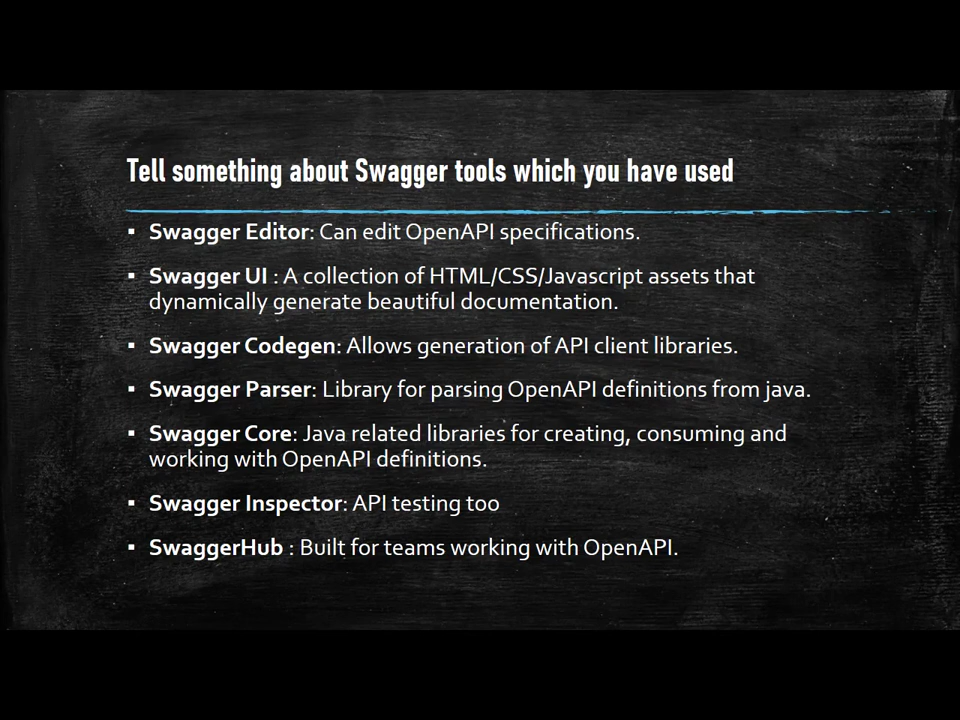 Tell something about Swagger tools which you have used
▪ Swagger Editor: Can edit OpenAPI specifications.
▪ Swagger UI : A collection of HTML/CSS/Javascript assets that
dynamically generate beautiful documentation.
▪ Swagger Codegen: Allows generation of API client libraries.
▪ Swagger Parser: Library for parsing OpenAPI definitions from java.
▪ Swagger Core: Java related libraries for creating, consuming and
working with OpenAPI definitions.
▪ Swagger Inspector: API testing too
▪ SwaggerHub : Built for teams working with OpenAPI.